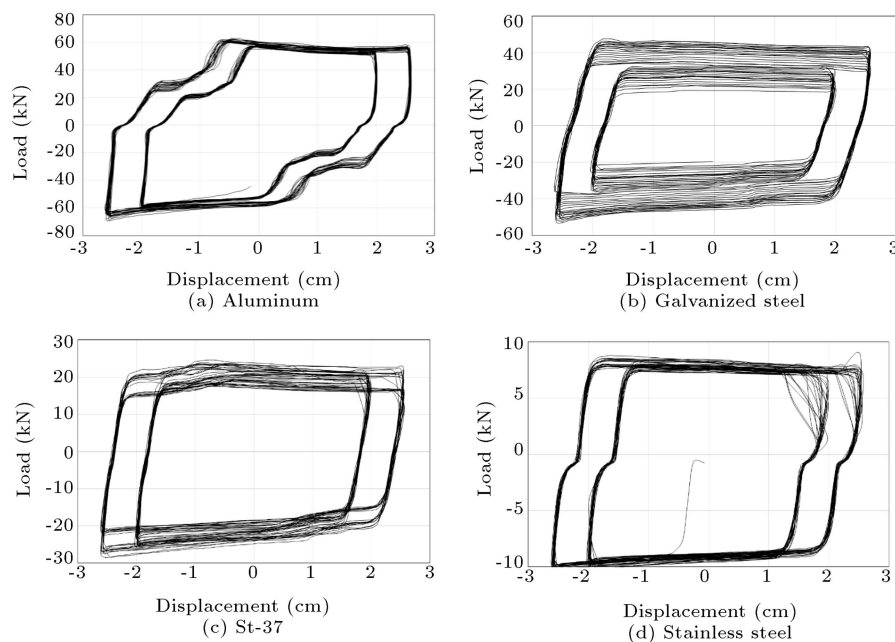 80
60
40
20
0
-20
-40
-60
-80
Load (kN)
-3 -2 -1 0 1 2 3
Displacement (cm)
(a) Aluminum
60
40
20
0
-20
-40
-60
Load (kN)
-3 -2 -1 0 1 2 3
Displacement (cm)
(b) Galvanized steel
30
20
10
0
-10
-20
-30
Load (kN)
-3 -2 -1 0 1 2 3
Displacement (cm)
(c) St-37
10
5
0
-5
-10
Load (kN)
-3 -2 -1 0 1 2 3
Displacement (cm)
(d) Stainless steel